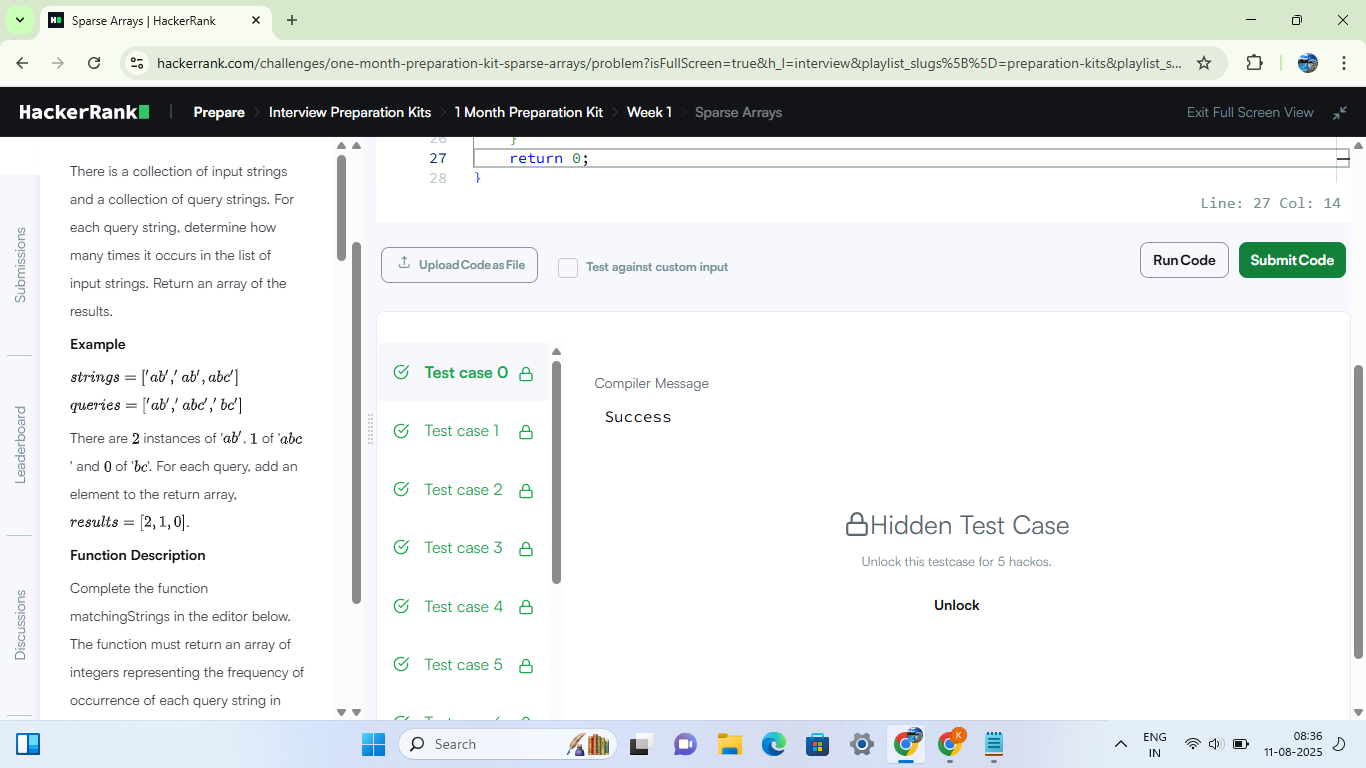 Sparse Arrays | HackerRank
hackerrank.com/challenges/one-month-preparation-kit-sparse-arrays/problem?isFullScreen=true&h_l=interview&playlist_slugs%5B%5D=preparation-kits&playlist_s...
HackerRank
Prepare
Interview Preparation Kits
1 Month Preparation Kit
Week 1
Sparse Arrays
Exit Full Screen View
Submissions
Leaderboard
Discussions
There is a collection of input strings
and a collection of query strings. For
each query string, determine how
many times it occurs in the list of
input strings. Return an array of the
results.
Example
strings = ['ab',' ab', abc']
queries = ['ab',' abc',' bc']
There are 2 instances of 'ab'. 1 of 'abc
' and 0 of 'bc'. For each query, add an
element to the return array,
results = [2, 1, 0].
Function Description
Complete the function
matchingStrings in the editor below.
The function must return an array of
integers representing the frequency of
occurrence of each query string in
26 }
27 return 0;
28 }
Line: 27 Col: 14
Upload Code as File
Test against custom input
Run Code
Submit Code
Test case 0
Test case 1
Test case 2
Test case 3
Test case 4
Test case 5
Compiler Message
Success
Hidden Test Case
Unlock this testcase for 5 hackos.
Unlock
Search
K
ENG
IN
08:36
11-08-2025